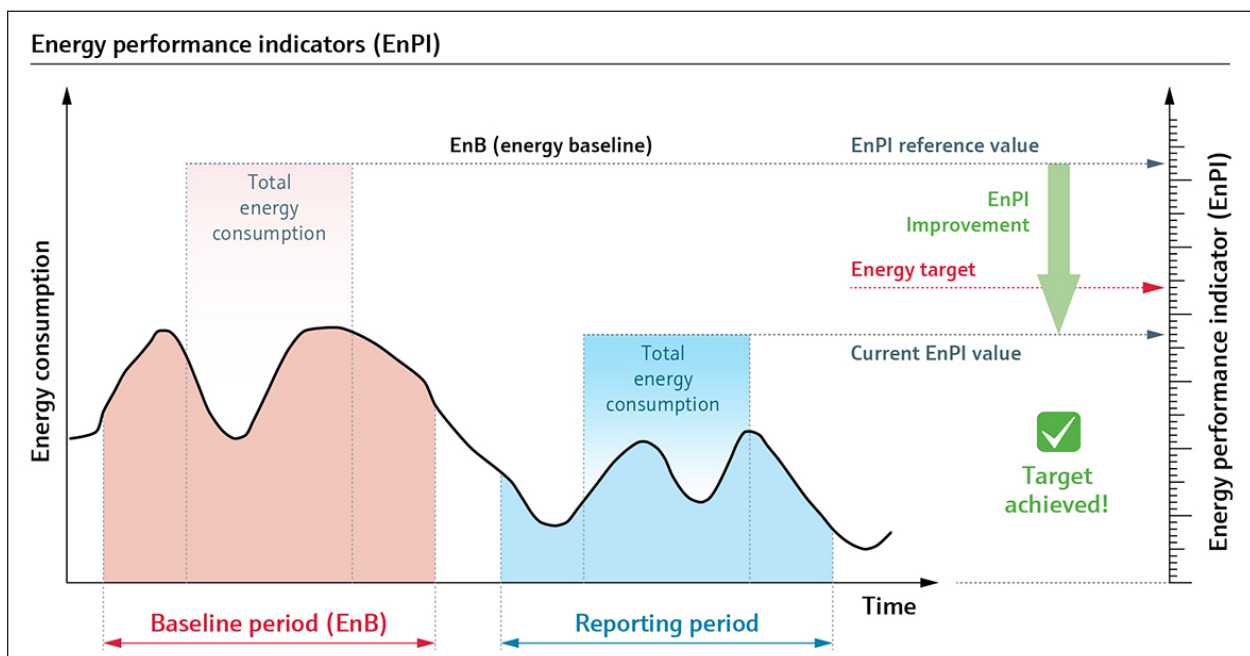 Energy performance indicators (EnPI)
EnB (energy baseline)
EnPI reference value
Total
energy
consumption
EnPI
Improvement
Energy target
Current EnPI value
Total
energy
consumption
Target
achieved!
Energy consumption
Energy performance indicator (EnPI)
Time
Baseline period (EnB)
Reporting period